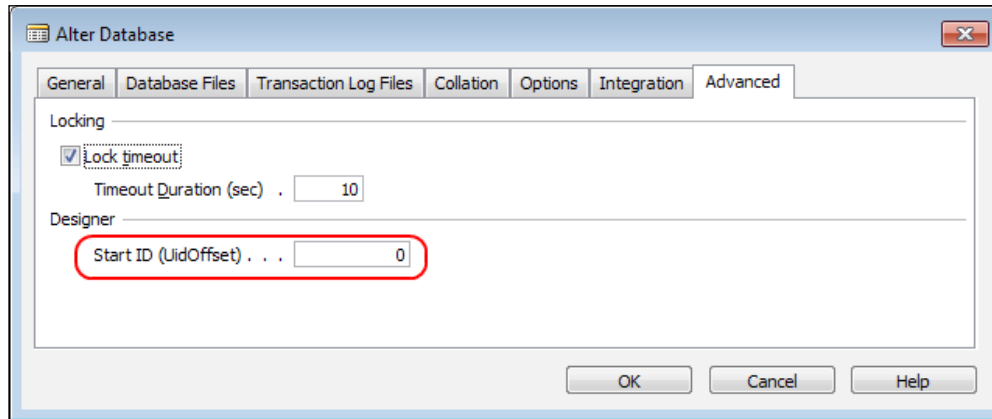 Alter Database
General Database Files Transaction Log Files Collation Options Integration Advanced
Locking
Lock timeout
Timeout Duration (sec) . 10
Designer
Start ID (UidOffset) . . . 0
OK Cancel Help